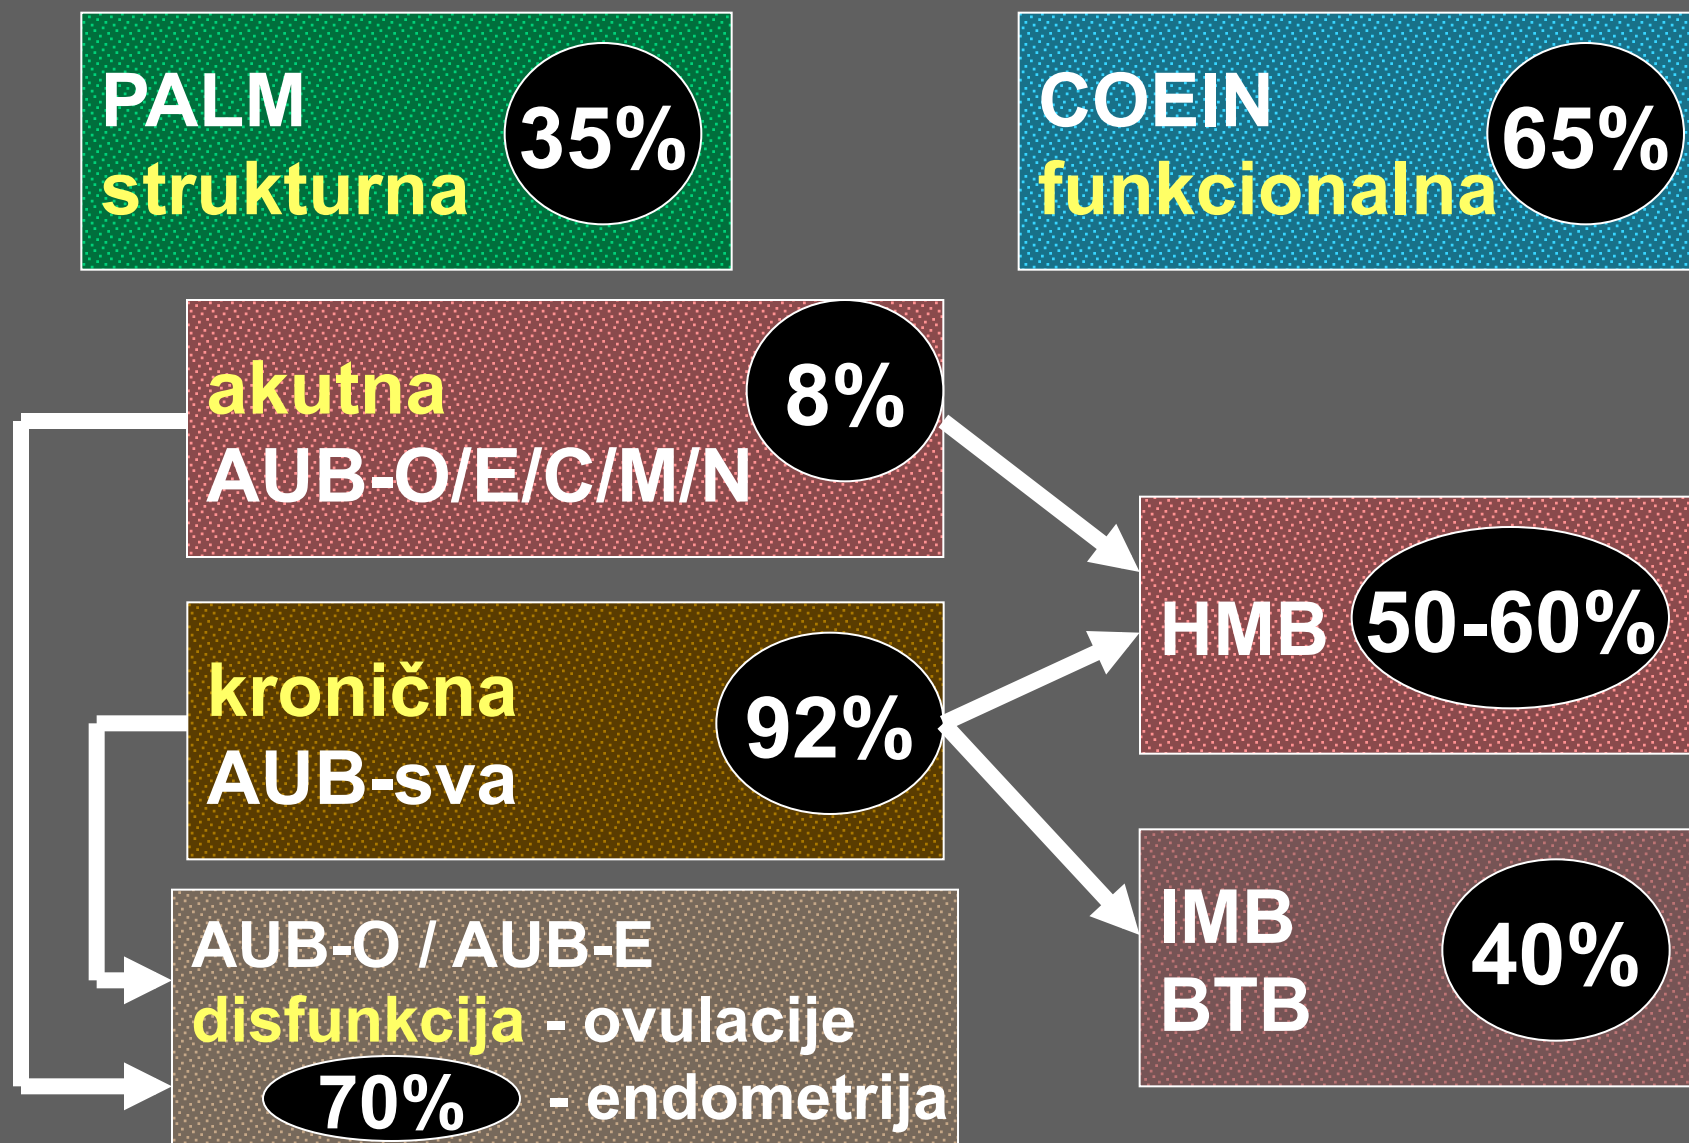 PALM
strukturna
35%
COEIN
funkcionalna
65%
akutna
AUB-O/E/C/M/N
8%
kronična
AUB-sva
92%
HMB 50-60%
IMB
BTB
40%
AUB-O / AUB-E
disfunkcija - ovulacije
70% - endometrija